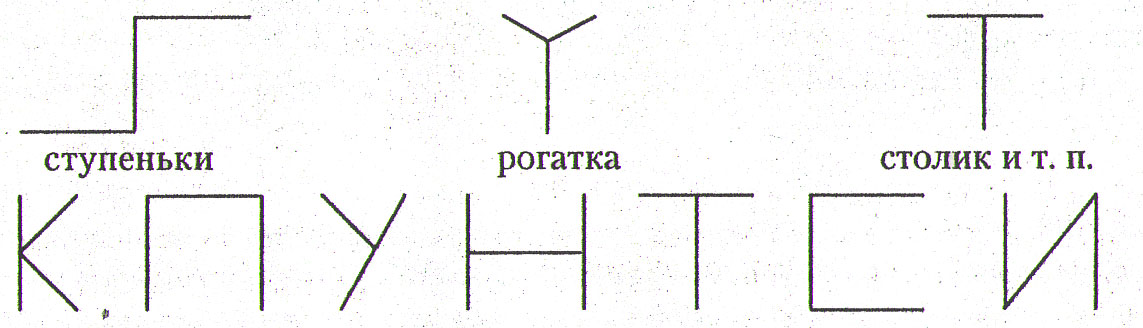 ступеньки рогатка столик и т. п.
К П У Н Т С И